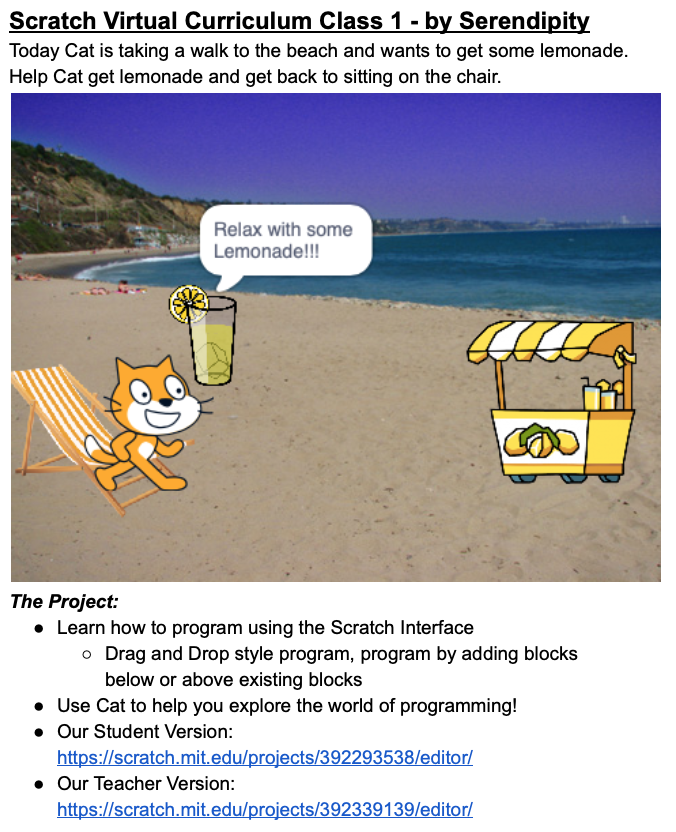 Scratch Virtual Curriculum Class 1 - by Serendipity
Today Cat is taking a walk to the beach and wants to get some lemonade.
Help Cat get lemonade and get back to sitting on the chair.
Relax with some
Lemonade!!!
The Project:
● Learn how to program using the Scratch Interface
○ Drag and Drop style program, program by adding blocks
below or above existing blocks
● Use Cat to help you explore the world of programming!
● Our Student Version:
https://scratch.mit.edu/projects/392293538/editor/
● Our Teacher Version:
https://scratch.mit.edu/projects/392339139/editor/